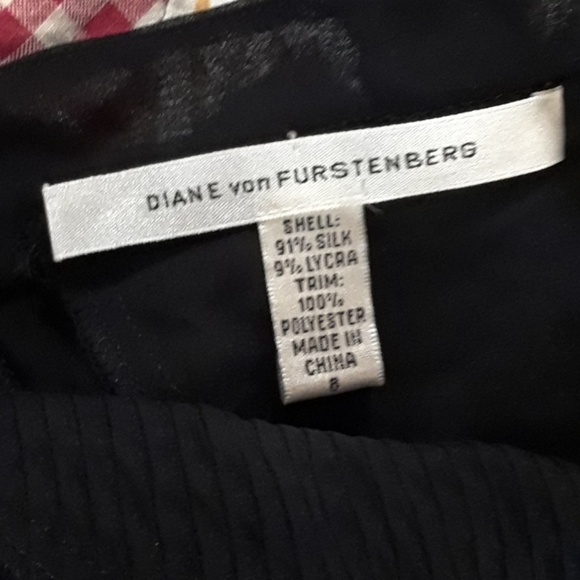 DIANE von FURSTENBERG
SHELL:
91% SILK
9% LYCRA
TRIM:
100%
POLYESTER
MADE IN
CHINA
8